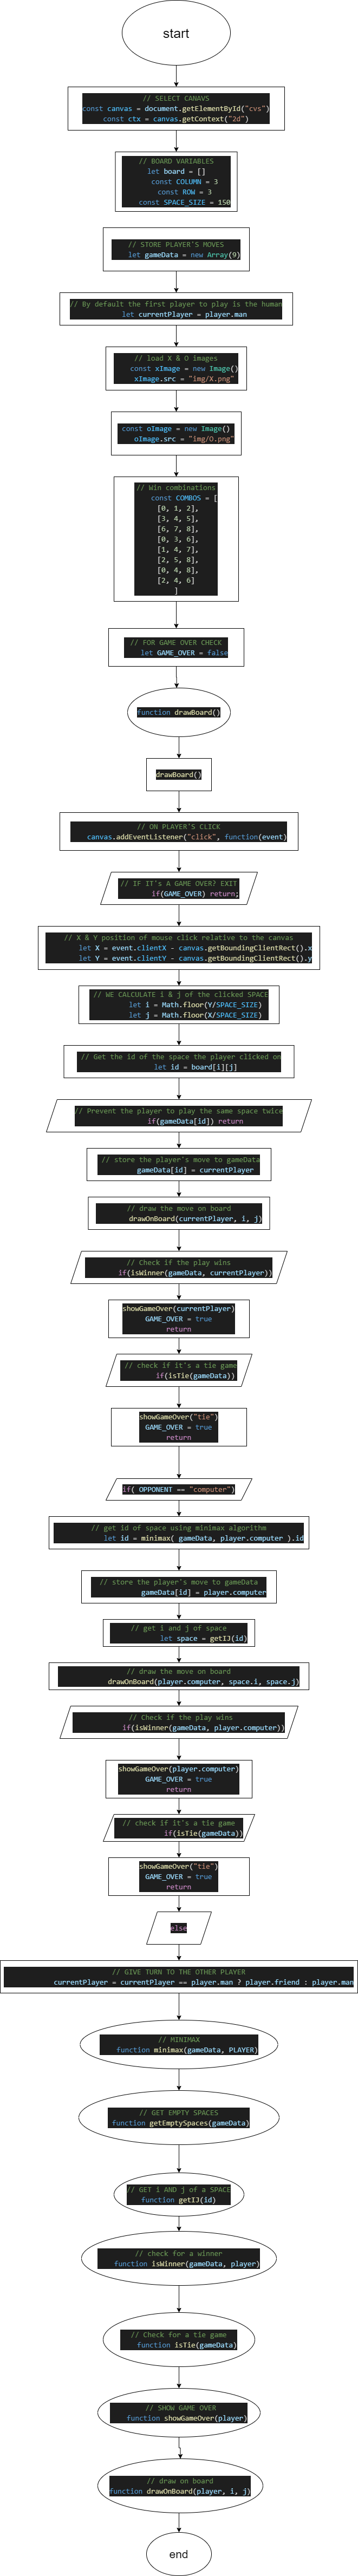 start
// SELECT CANAVS
const canvas = document.getElementById("cvs")
const ctx = canvas.getContext("2d")
// BOARD VARIABLES
let board = []
const COLUMN = 3
const ROW = 3
const SPACE_SIZE = 150
// STORE PLAYER'S MOVES
let gameData = new Array(9)
// By default the first player to play is the human
let currentPlayer = player.man
// load X & O images
const xImage = new Image()
xImage.src = "img/X.png"
const oImage = new Image()
oImage.src = "img/O.png"
// Win combinations
const COMBOS = [
[0, 1, 2],
[3, 4, 5],
[6, 7, 8],
[0, 3, 6],
[1, 4, 7],
[2, 5, 8],
[0, 4, 8],
[2, 4, 6]
]
// FOR GAME OVER CHECK
let GAME_OVER = false
function drawBoard()
drawBoard()
// ON PLAYER'S CLICK
canvas.addEventListener("click", function(event)
// IF IT's A GAME OVER? EXIT
if(GAME_OVER) return;
// X & Y position of mouse click relative to the canvas
let X = event.clientX - canvas.getBoundingClientRect().x
let Y = event.clientY - canvas.getBoundingClientRect().y
// WE CALCULATE i & j of the clicked SPACE
let i = Math.floor(Y/SPACE_SIZE)
let j = Math.floor(X/SPACE_SIZE)
// Get the id of the space the player clicked on
let id = board[i][j]
// Prevent the player to play the same space twice
if(gameData[id]) return
// store the player's move to gameData
gameData[id] = currentPlayer
// draw the move on board
drawOnBoard(currentPlayer, i, j)
// Check if the play wins
if(isWinner(gameData, currentPlayer))
showGameOver(currentPlayer)
GAME_OVER = true
return
// check if it's a tie game
if(isTie(gameData))
showGameOver("tie")
GAME_OVER = true
return
if( OPPONENT == "computer")
// get id of space using minimax algorithm
let id = minimax( gameData, player.computer ).id
// store the player's move to gameData
gameData[id] = player.computer
// get i and j of space
let space = getIJ(id)
// draw the move on board
drawOnBoard(player.computer, space.i, space.j)
// Check if the play wins
if(isWinner(gameData, player.computer))
showGameOver(player.computer)
GAME_OVER = true
return
// check if it's a tie game
if(isTie(gameData))
showGameOver("tie")
GAME_OVER = true
return
else
// GIVE TURN TO THE OTHER PLAYER
currentPlayer = currentPlayer == player.man ? player.friend : player.man
// MINIMAX
function minimax(gameData, PLAYER)
// GET EMPTY SPACES
function getEmptySpaces(gameData)
// GET i AND j of a SPACE
function getIJ(id)
// check for a winner
function isWinner(gameData, player)
// Check for a tie game
function isTie(gameData)
// SHOW GAME OVER
function showGameOver(player)
// draw on board
function drawOnBoard(player, i, j)
end